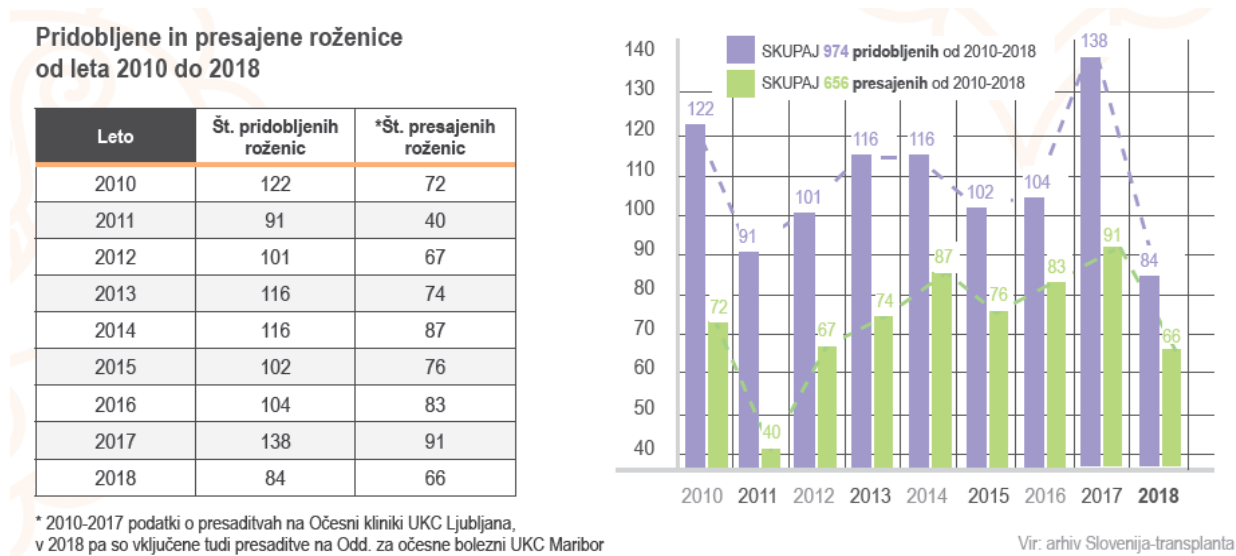 Pridobljene in presajene roženice
od leta 2010 do 2018
Leto Št. pridobljenih roženic *Št. presajenih roženic
2010 122 72
2011 91 40
2012 101 67
2013 116 74
2014 116 87
2015 102 76
2016 104 83
2017 138 91
2018 84 66
* 2010-2017 podatki o presaditvah na Očesni kliniki UKC Ljubljana,
v 2018 pa so vključene tudi presaditve na Odd. za očesne bolezni UKC Maribor
SKUPAJ 974 pridobljenih od 2010-2018
SKUPAJ 656 presajenih od 2010-2018
140
130
120
110
100
90
80
70
60
50
40
122 91 101 116 116 102 104 138 84
72 40 67 74 87 76 83 91 66
2010 2011 2012 2013 2014 2015 2016 2017 2018
Vir: arhiv Slovenija-transplanta